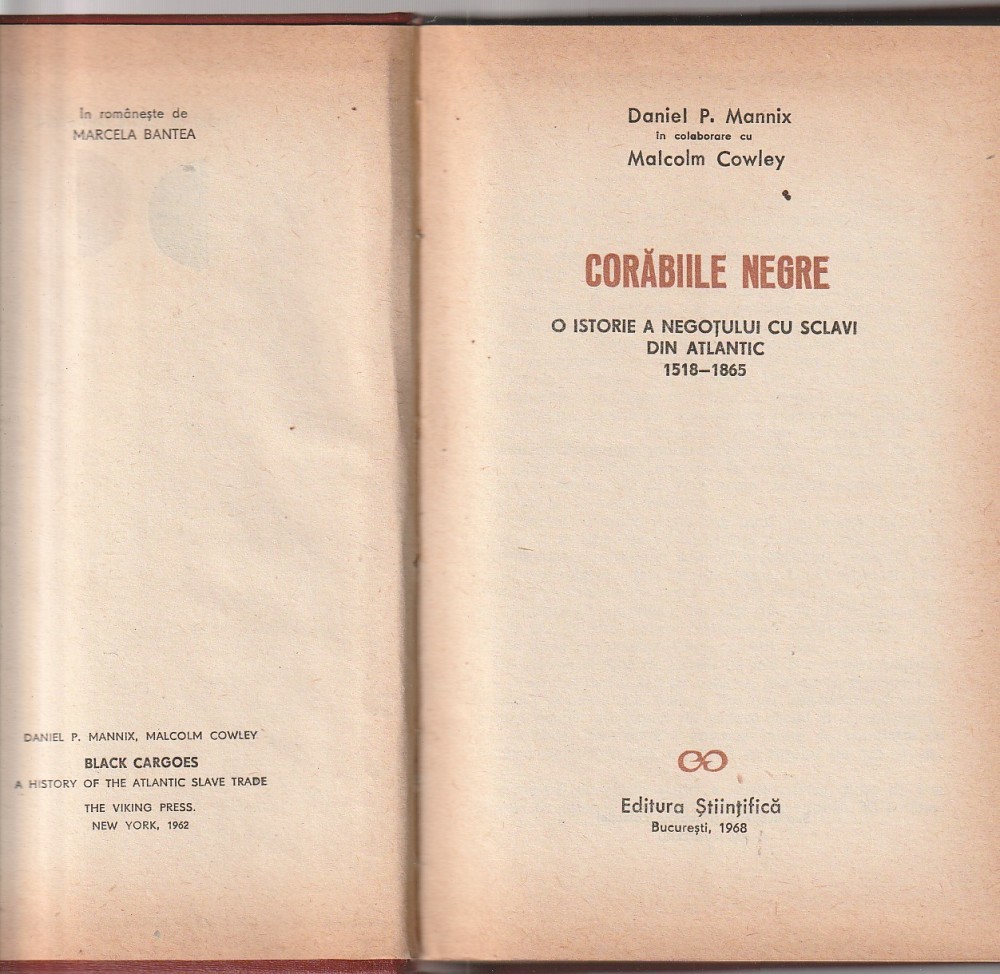 În românește de
MARCELA BANTEA
DANIEL P. MANNIX, MALCOLM COWLEY
BLACK CARGOES
A HISTORY OF THE ATLANTIC SLAVE TRADE
THE VIKING PRESS.
NEW YORK, 1962
Daniel P. Mannix
în colaborare cu
Malcolm Cowley
CORĂBIILE NEGRE
O ISTORIE A NEGOȚULUI CU SCLAVI
DIN ATLANTIC
1518–1865
Editura Științifică
București, 1968